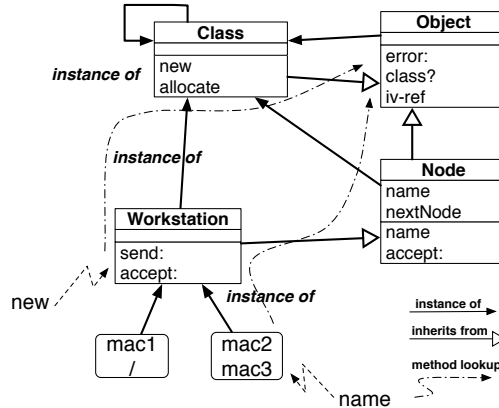 Class
new
allocate
Object
error:
class?
iv-ref
instance of
instance of
Node
name
nextNode
name
accept:
Workstation
send:
accept:
new
instance of
mac1
/
mac2
mac3
name
instance of
inherits from
method lookup